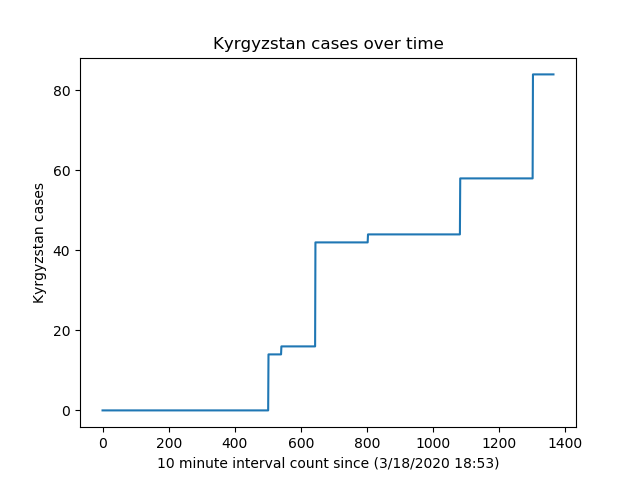 Kyrgyzstan cases over time
80
60
40
20
0
Kyrgyzstan cases
0 200 400 600 800 1000 1200 1400
10 minute interval count since (3/18/2020 18:53)